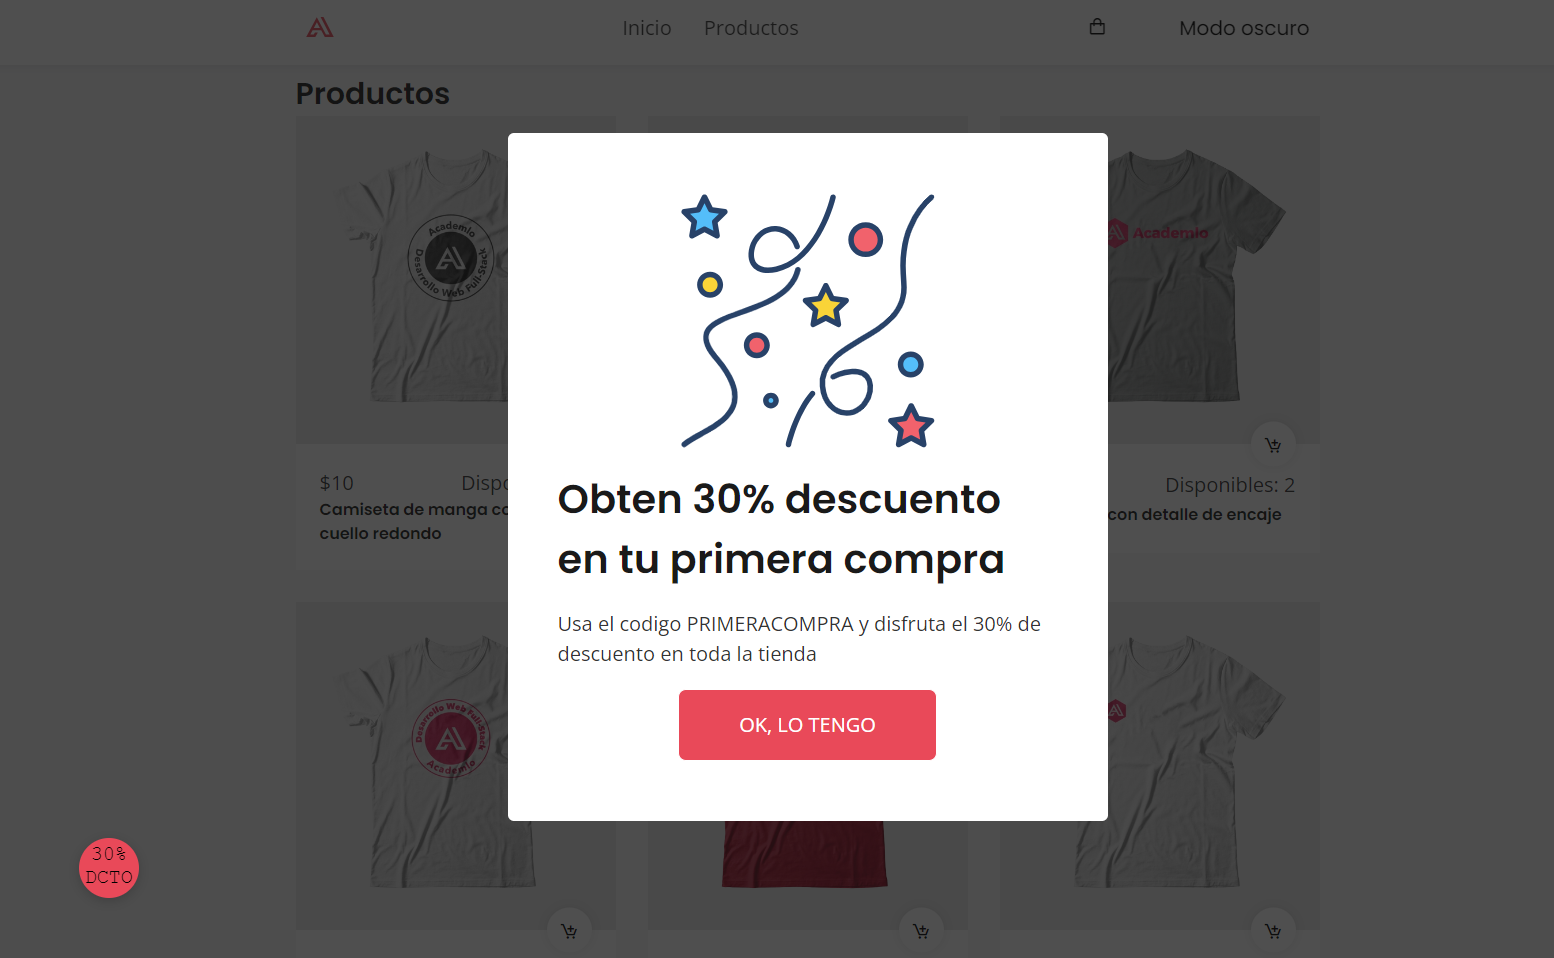 Inicio
Productos
Modo oscuro
Productos
Academlo
Desarrollo Web Full-Stack
Academlo
$10
Disponibles: 2
Camiseta de manga
con detalle de encaje
cuello redondo
Obten 30% descuento
en tu primera compra
Usa el codigo PRIMERACOMPRA y disfruta el 30% de
descuento en toda la tienda
OK, LO TENGO
Desarrollo Web Full-Stack
Academlo
30%
DCTO